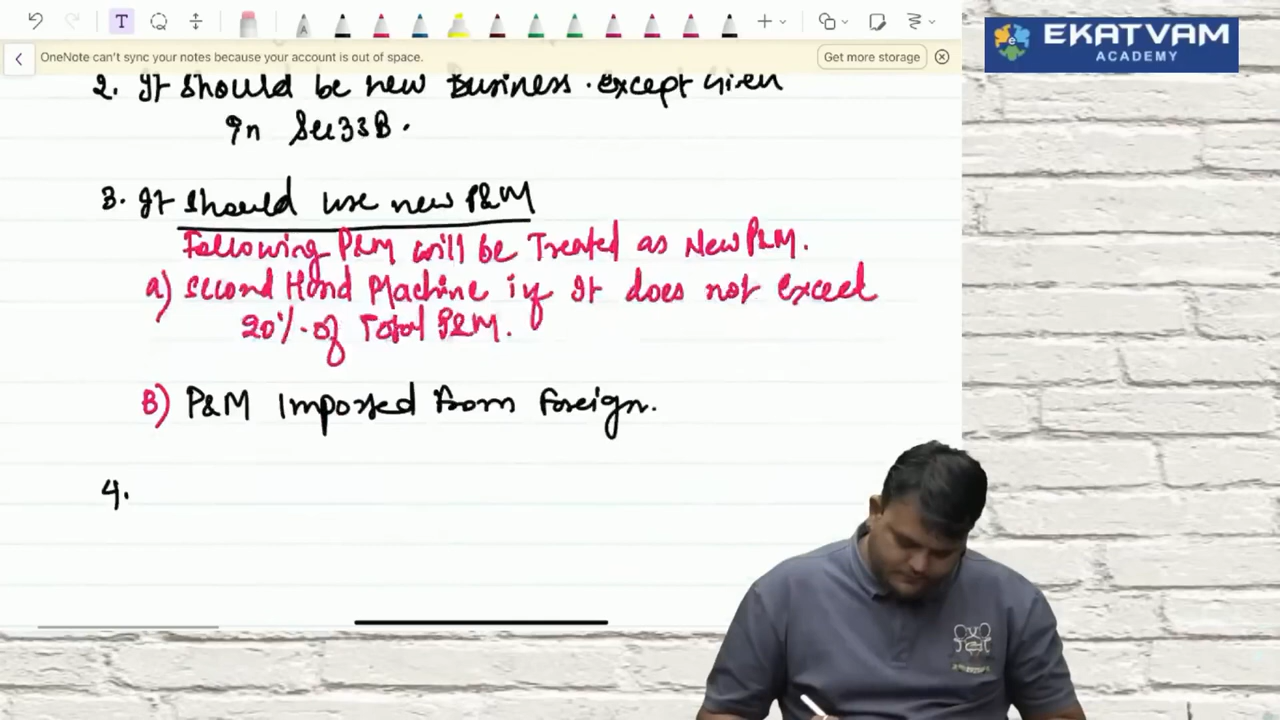 EKATVAM
ACADEMY
OneNote can't sync your notes because your account is out of space.
Get more storage
2. It should be new Business. except Given
in Sec33B.
3. It should use new P&M
Following P&M will be Treated as New P&M.
a) Second Hand Machine if It does not exceed
20% of Total P&M.
B) P&M Imported from foreign.
4.